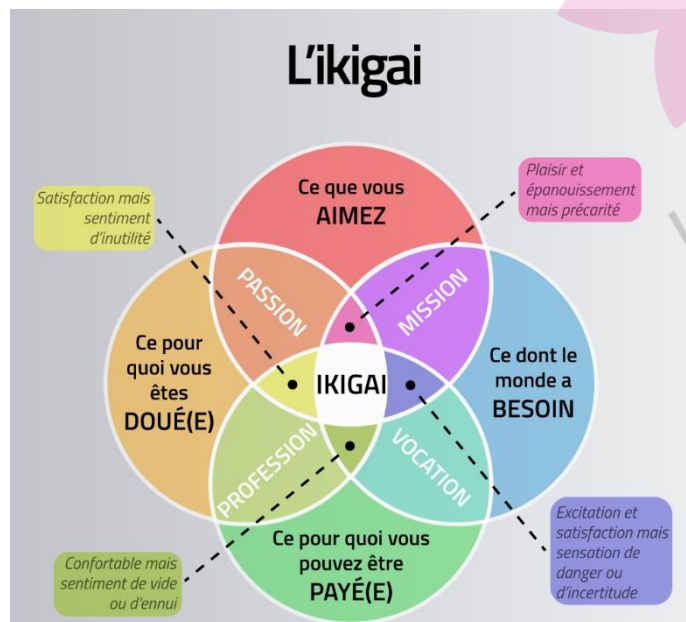 L'ikigai
Ce que vous
AIMEZ
Plaisir et
épanouissement
mais précarité
Satisfaction mais
sentiment
d'inutilité
PASSION
MISSION
Ce pour
quoi vous
êtes
DOUÉ(E)
IKIGAI
Ce dont le
monde a
BESOIN
PROFESSION
VOCATION
Ce pour quoi vous
pouvez être
PAYÉ(E)
Confortable mais
sentiment de vide
ou d'ennui
Excitation et
satisfaction mais
sensation de
danger ou
d'incertitude